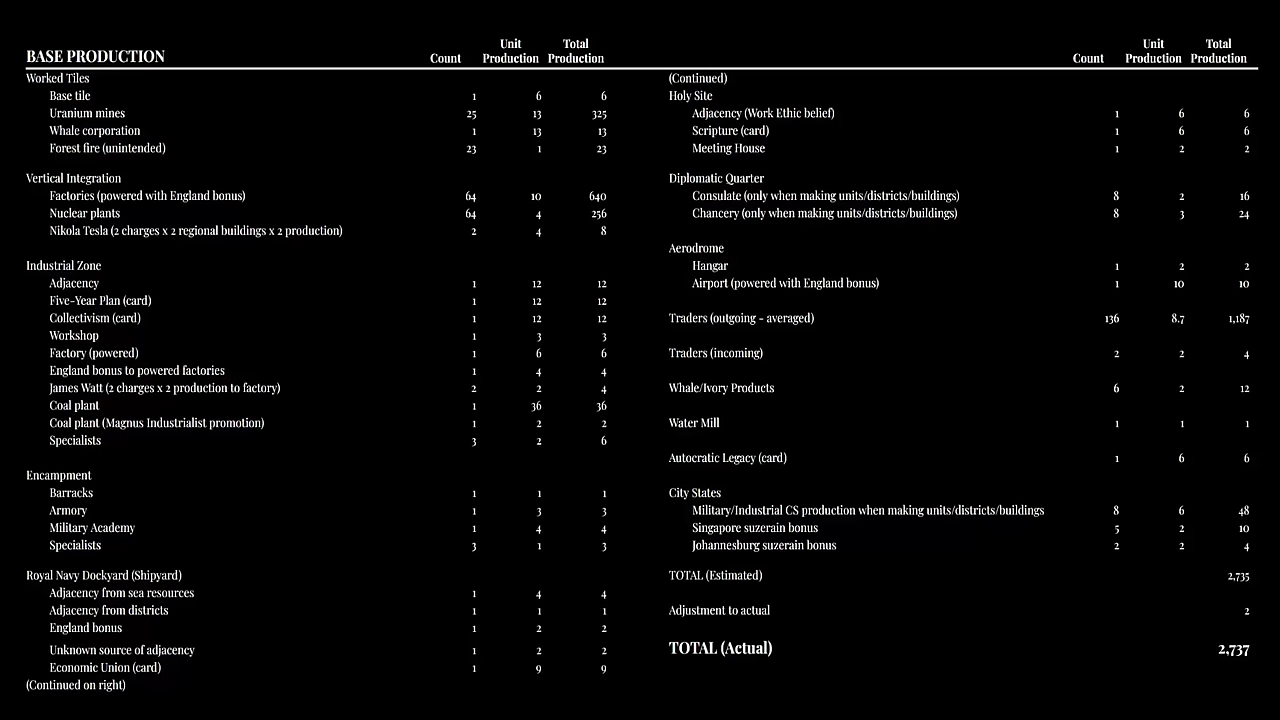 BASE PRODUCTION Count Unit Production Total Production
Worked Tiles
Base tile 1 6 6
Uranium mines 25 13 325
Whale corporation 1 13 13
Forest fire (unintended) 23 1 23
Vertical Integration
Factories (powered with England bonus) 64 10 640
Nuclear plants 64 4 256
Nikola Tesla (2 charges x 2 regional buildings x 2 production) 2 4 8
Industrial Zone
Adjacency 1 12 12
Five-Year Plan (card) 1 12 12
Collectivism (card) 1 12 12
Workshop 1 3 3
Factory (powered) 1 6 6
England bonus to powered factories 1 4 4
James Watt (2 charges x 2 production to factory) 2 2 4
Coal plant 1 36 36
Coal plant (Magnus Industrialist promotion) 1 2 2
Specialists 3 2 6
Encampment
Barracks 1 1 1
Armory 1 3 3
Military Academy 1 4 4
Specialists 3 1 3
Royal Navy Dockyard (Shipyard)
Adjacency from sea resources 1 4 4
Adjacency from districts 1 1 1
England bonus 1 2 2
Unknown source of adjacency 1 2 2
Economic Union (card) 1 9 9
(Continued on right)
Count Unit Production Total Production
(Continued)
Holy Site
Adjacency (Work Ethic belief) 1 6 6
Scripture (card) 1 6 6
Meeting House 1 2 2
Diplomatic Quarter
Consulate (only when making units/districts/buildings) 8 2 16
Chancery (only when making units/districts/buildings) 8 3 24
Aerodrome
Hangar 1 2 2
Airport (powered with England bonus) 1 10 10
Traders (outgoing - averaged) 136 8.7 1,187
Traders (incoming) 2 2 4
Whale/Ivory Products 6 2 12
Water Mill 1 1 1
Autocratic Legacy (card) 1 6 6
City States
Military/Industrial CS production when making units/districts/buildings 8 6 48
Singapore suzerain bonus 5 2 10
Johannesburg suzerain bonus 2 2 4
TOTAL (Estimated) 2,735
Adjustment to actual 2
TOTAL (Actual) 2,737